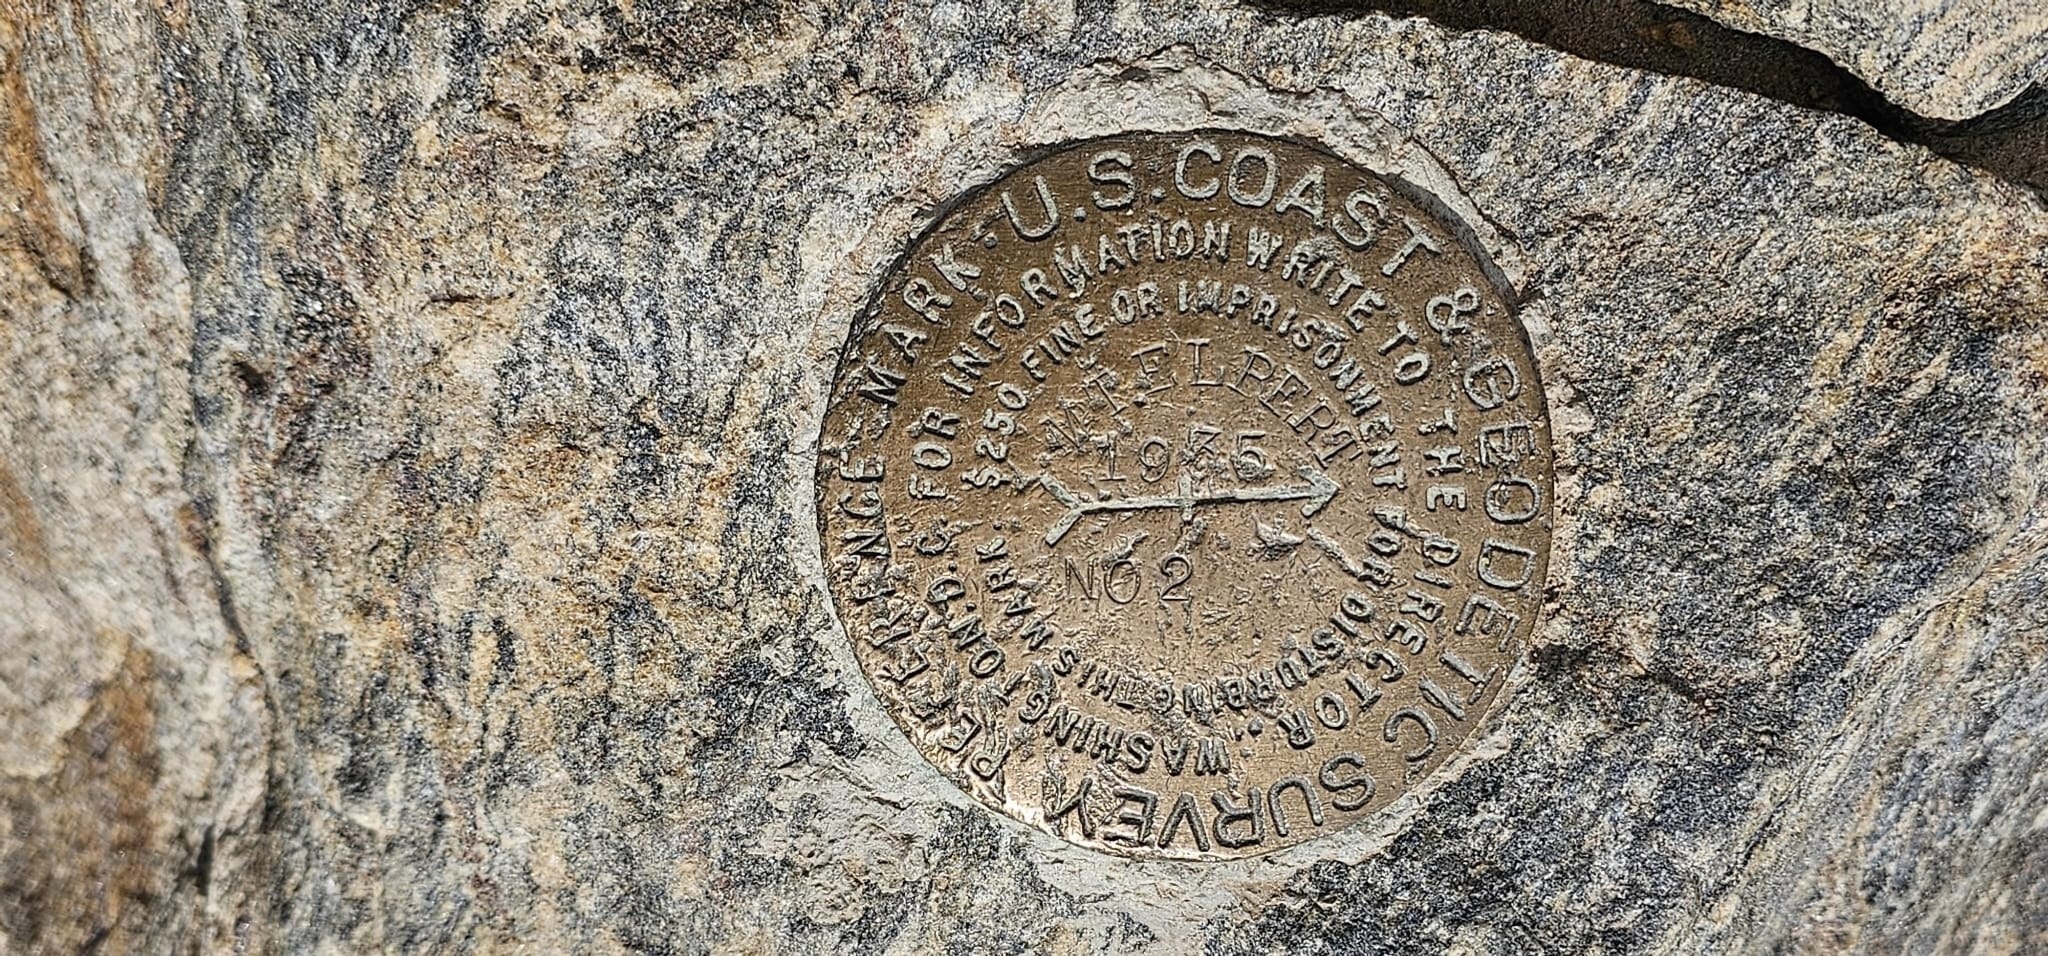 U.S. COAST & GEODETIC SURVEY
REFERENCE MARK
FOR INFORMATION WRITE TO THE DIRECTOR
WASHINGTON, D.C.
$250 FINE OR IMPRISONMENT FOR DISTURBING THIS MARK.
MT ELPERT
1935
NO 2